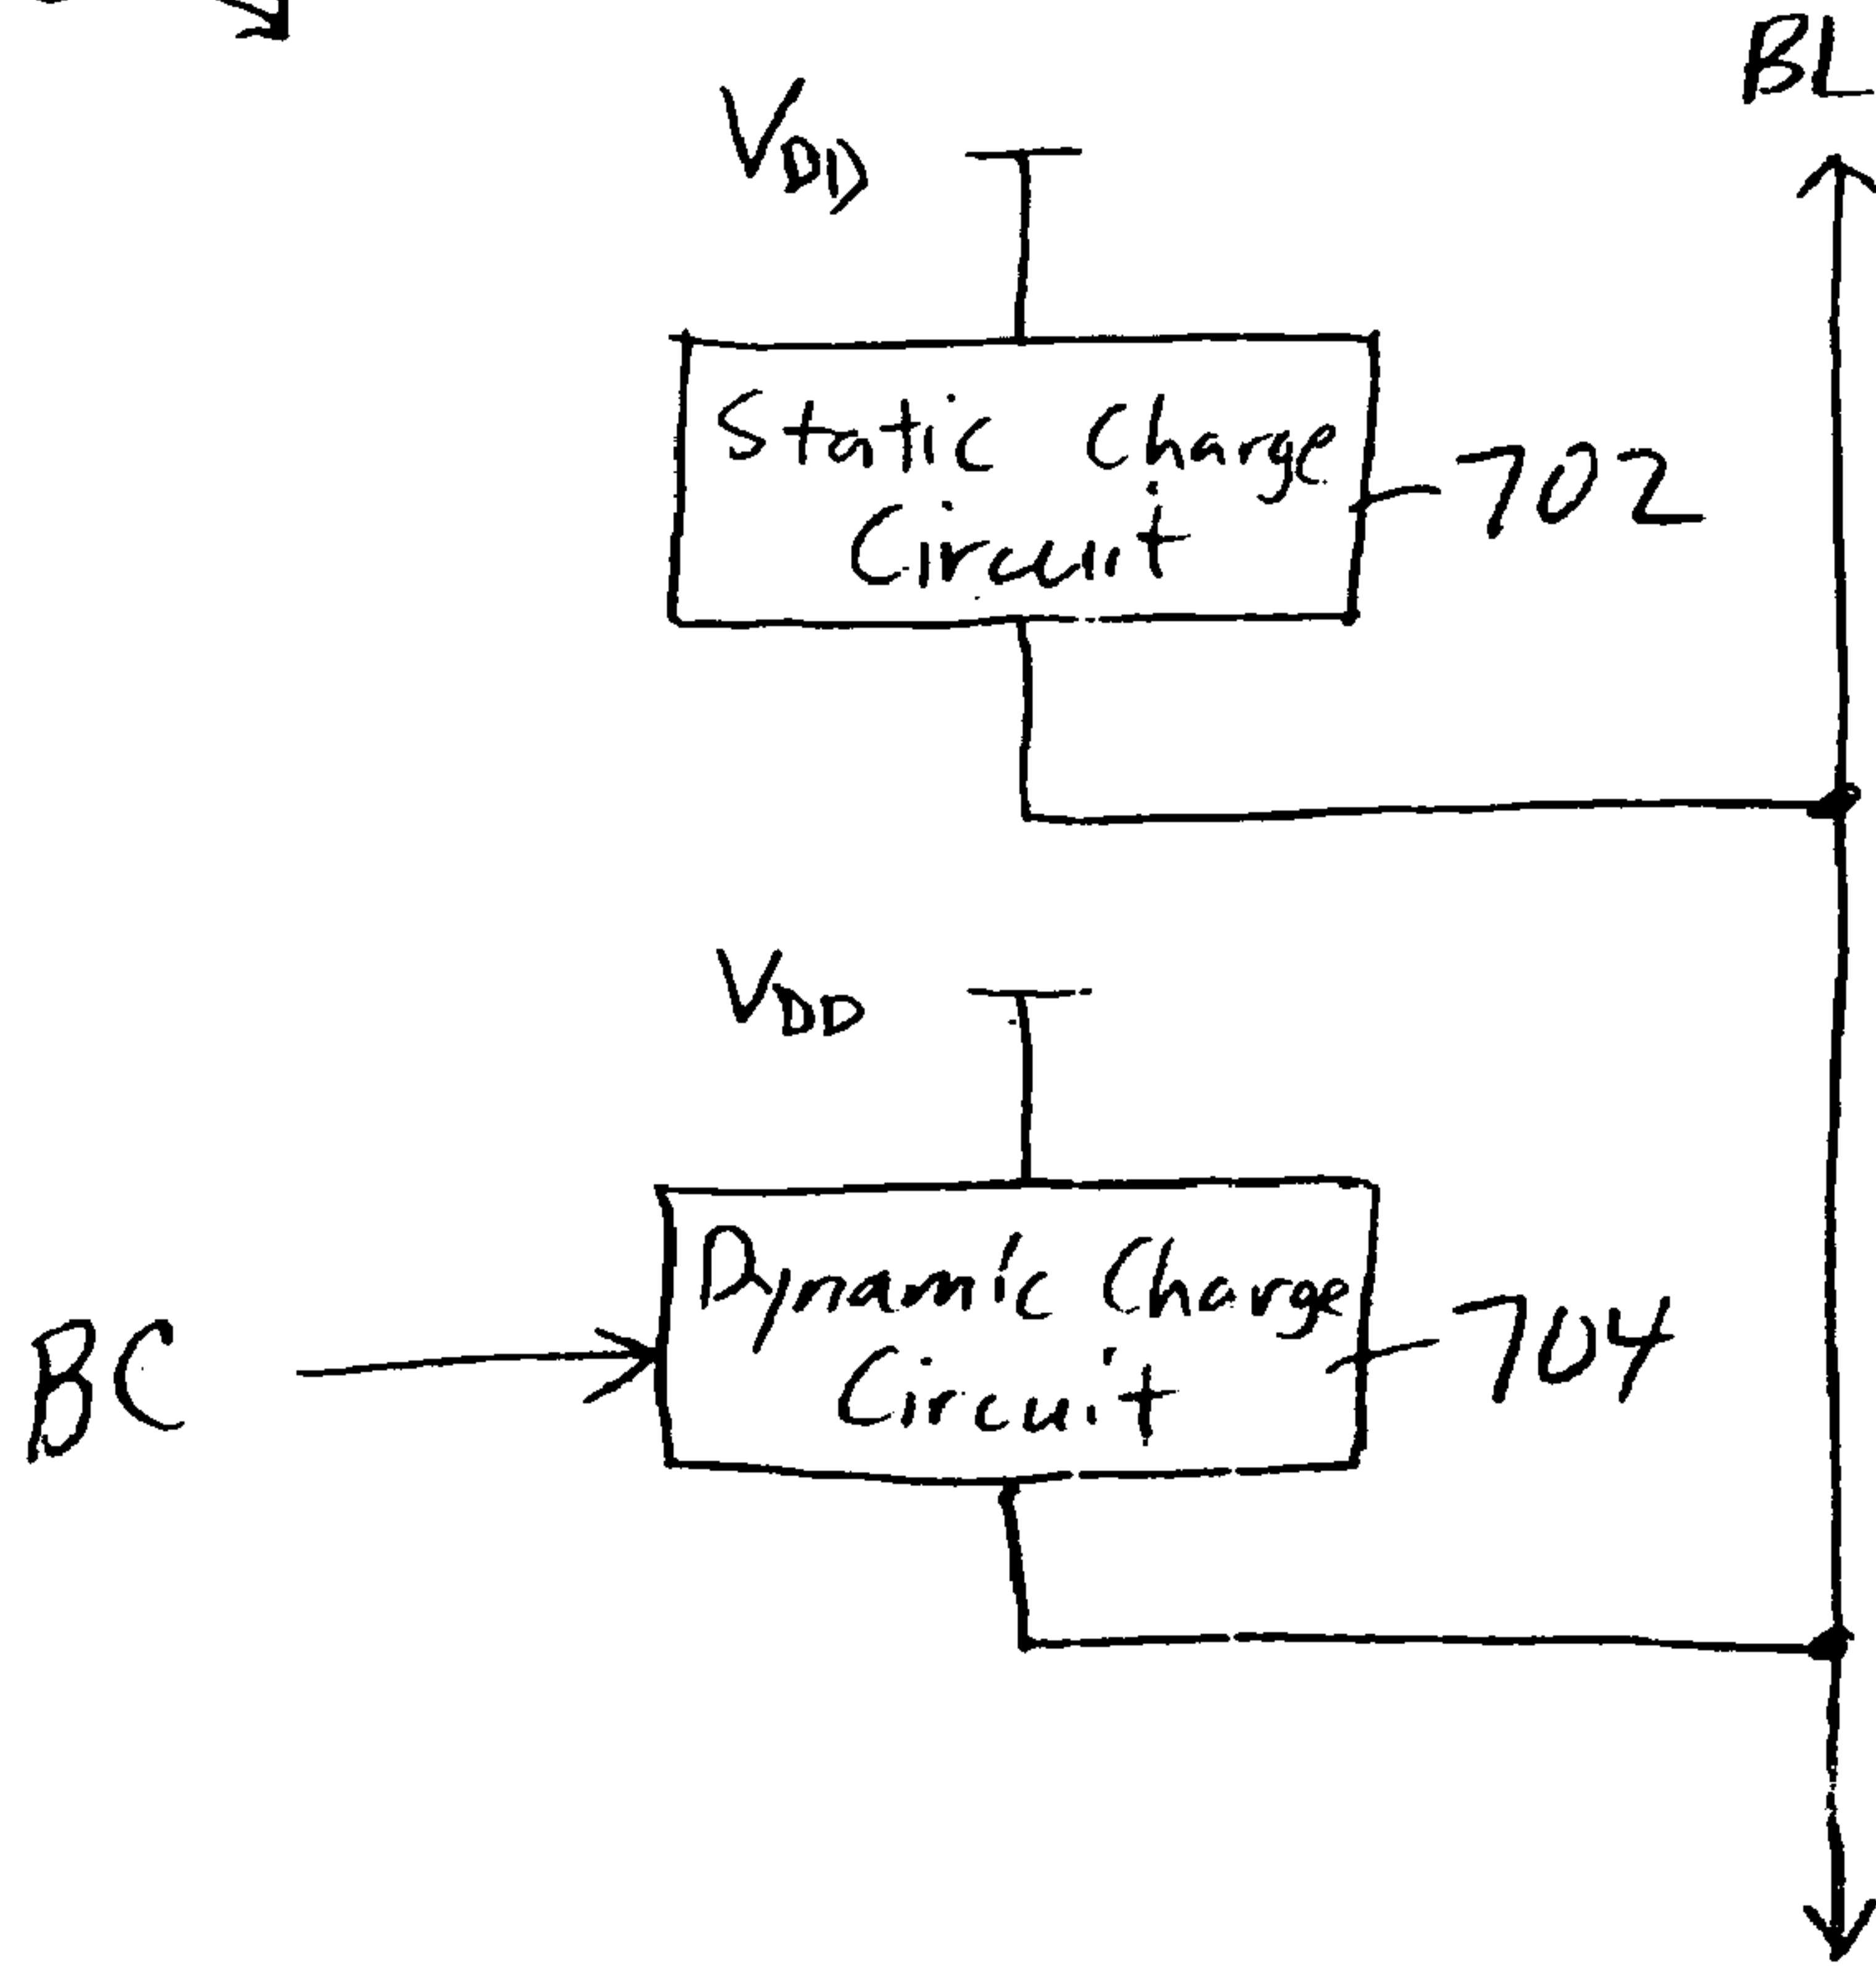 BL
VDD
Static Charge
Circuit
702
VDD
Dynamic Charge
Circuit
704
BC